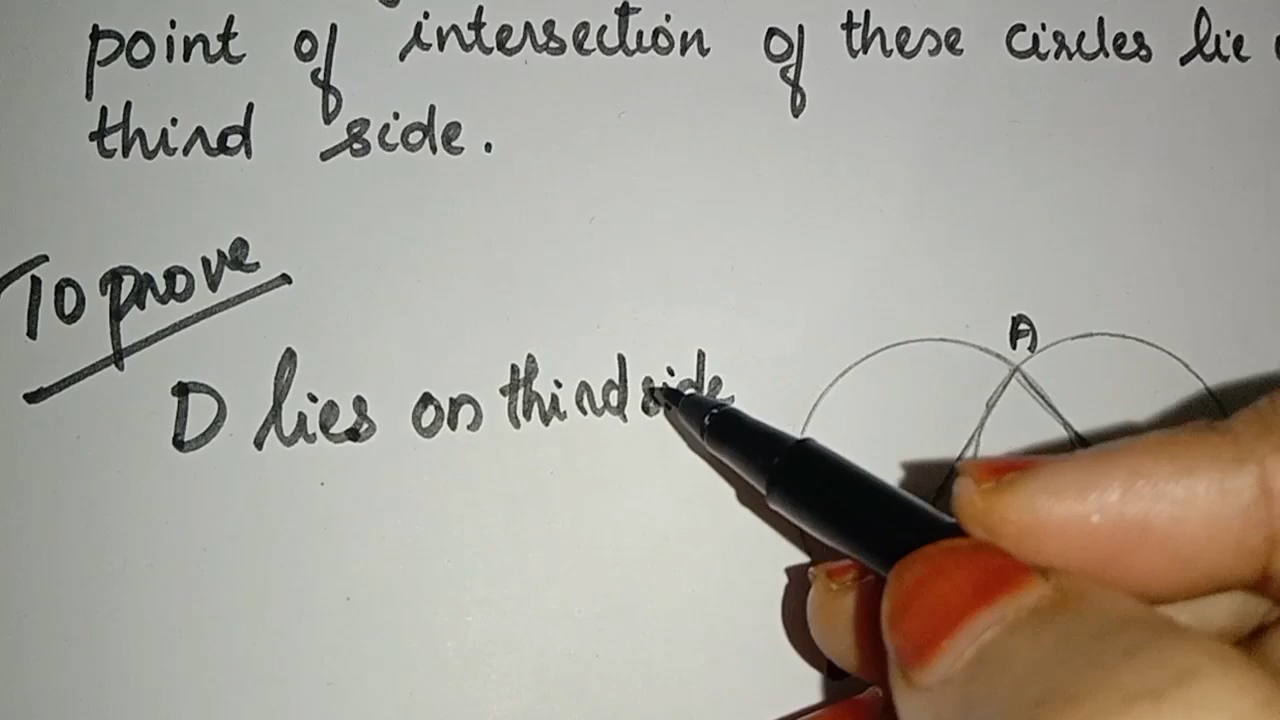 point of intersection of these circles lie
third side.
To prove
D lies on third side
A